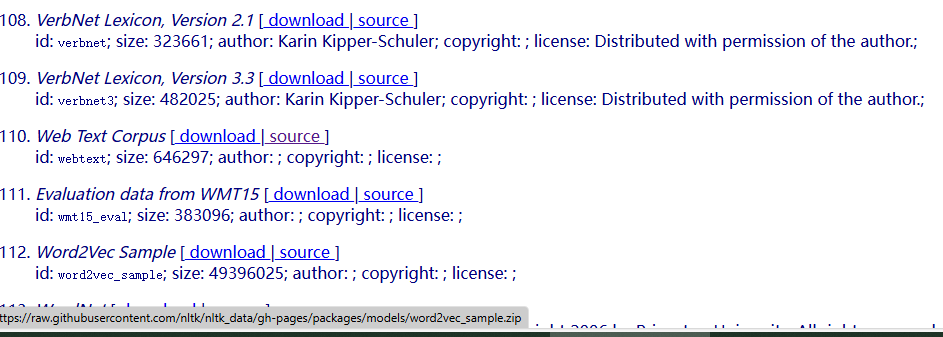 108. VerbNet Lexicon, Version 2.1 [ download | source ]
id: verbnet; size: 323661; author: Karin Kipper-Schuler; copyright: ; license: Distributed with permission of the author.;
109. VerbNet Lexicon, Version 3.3 [ download | source ]
id: verbnet3; size: 482025; author: Karin Kipper-Schuler; copyright: ; license: Distributed with permission of the author.;
110. Web Text Corpus [ download | source ]
id: webtext; size: 646297; author: ; copyright: ; license: ;
111. Evaluation data from WMT15 [ download | source ]
id: wmt15_eval; size: 383096; author: ; copyright: ; license: ;
112. Word2Vec Sample [ download | source ]
id: word2vec_sample; size: 49396025; author: ; copyright: ; license: ;
ttps://raw.githubusercontent.com/nltk/nltk_data/gh-pages/packages/models/word2vec_sample.zip